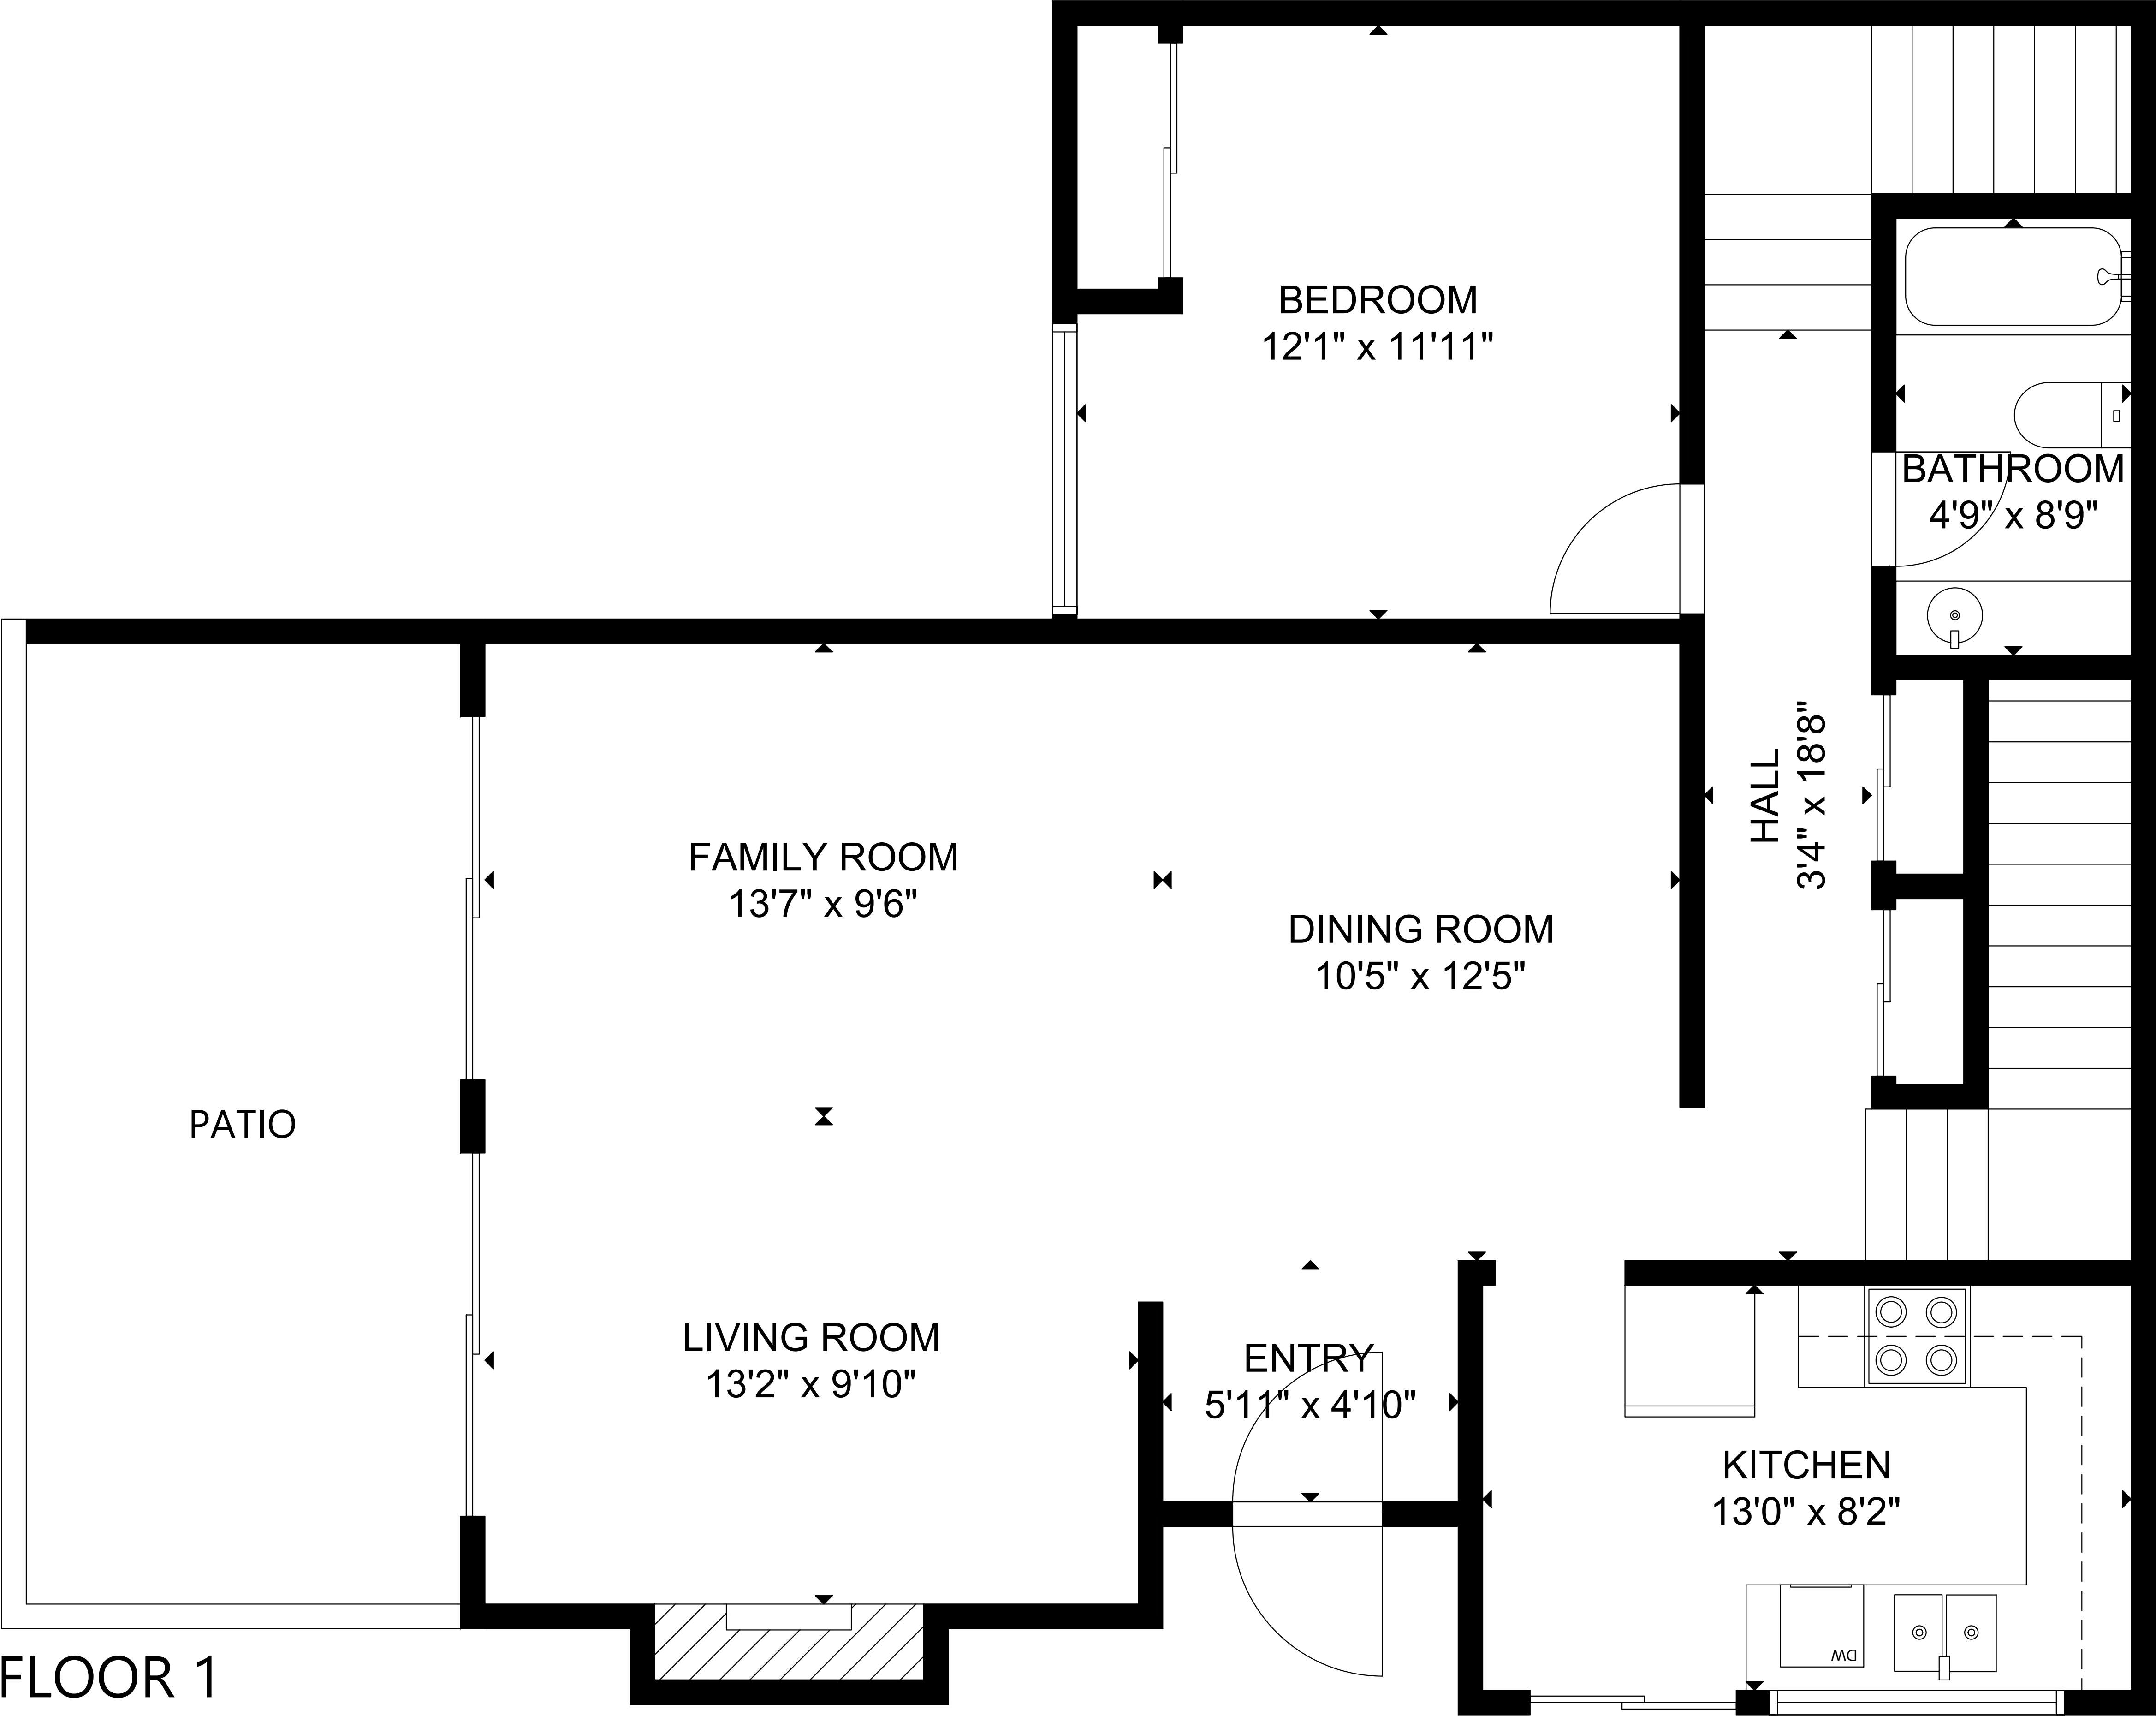 BEDROOM
12'1" x 11'11"
BATHROOM
4'9" x 8'9"
HALL
3'4" x 18'8"
FAMILY ROOM
13'7" x 9'6"
DINING ROOM
10'5" x 12'5"
PATIO
LIVING ROOM
13'2" x 9'10"
ENTRY
5'11" x 4'10"
KITCHEN
13'0" x 8'2"
DW
FLOOR 1